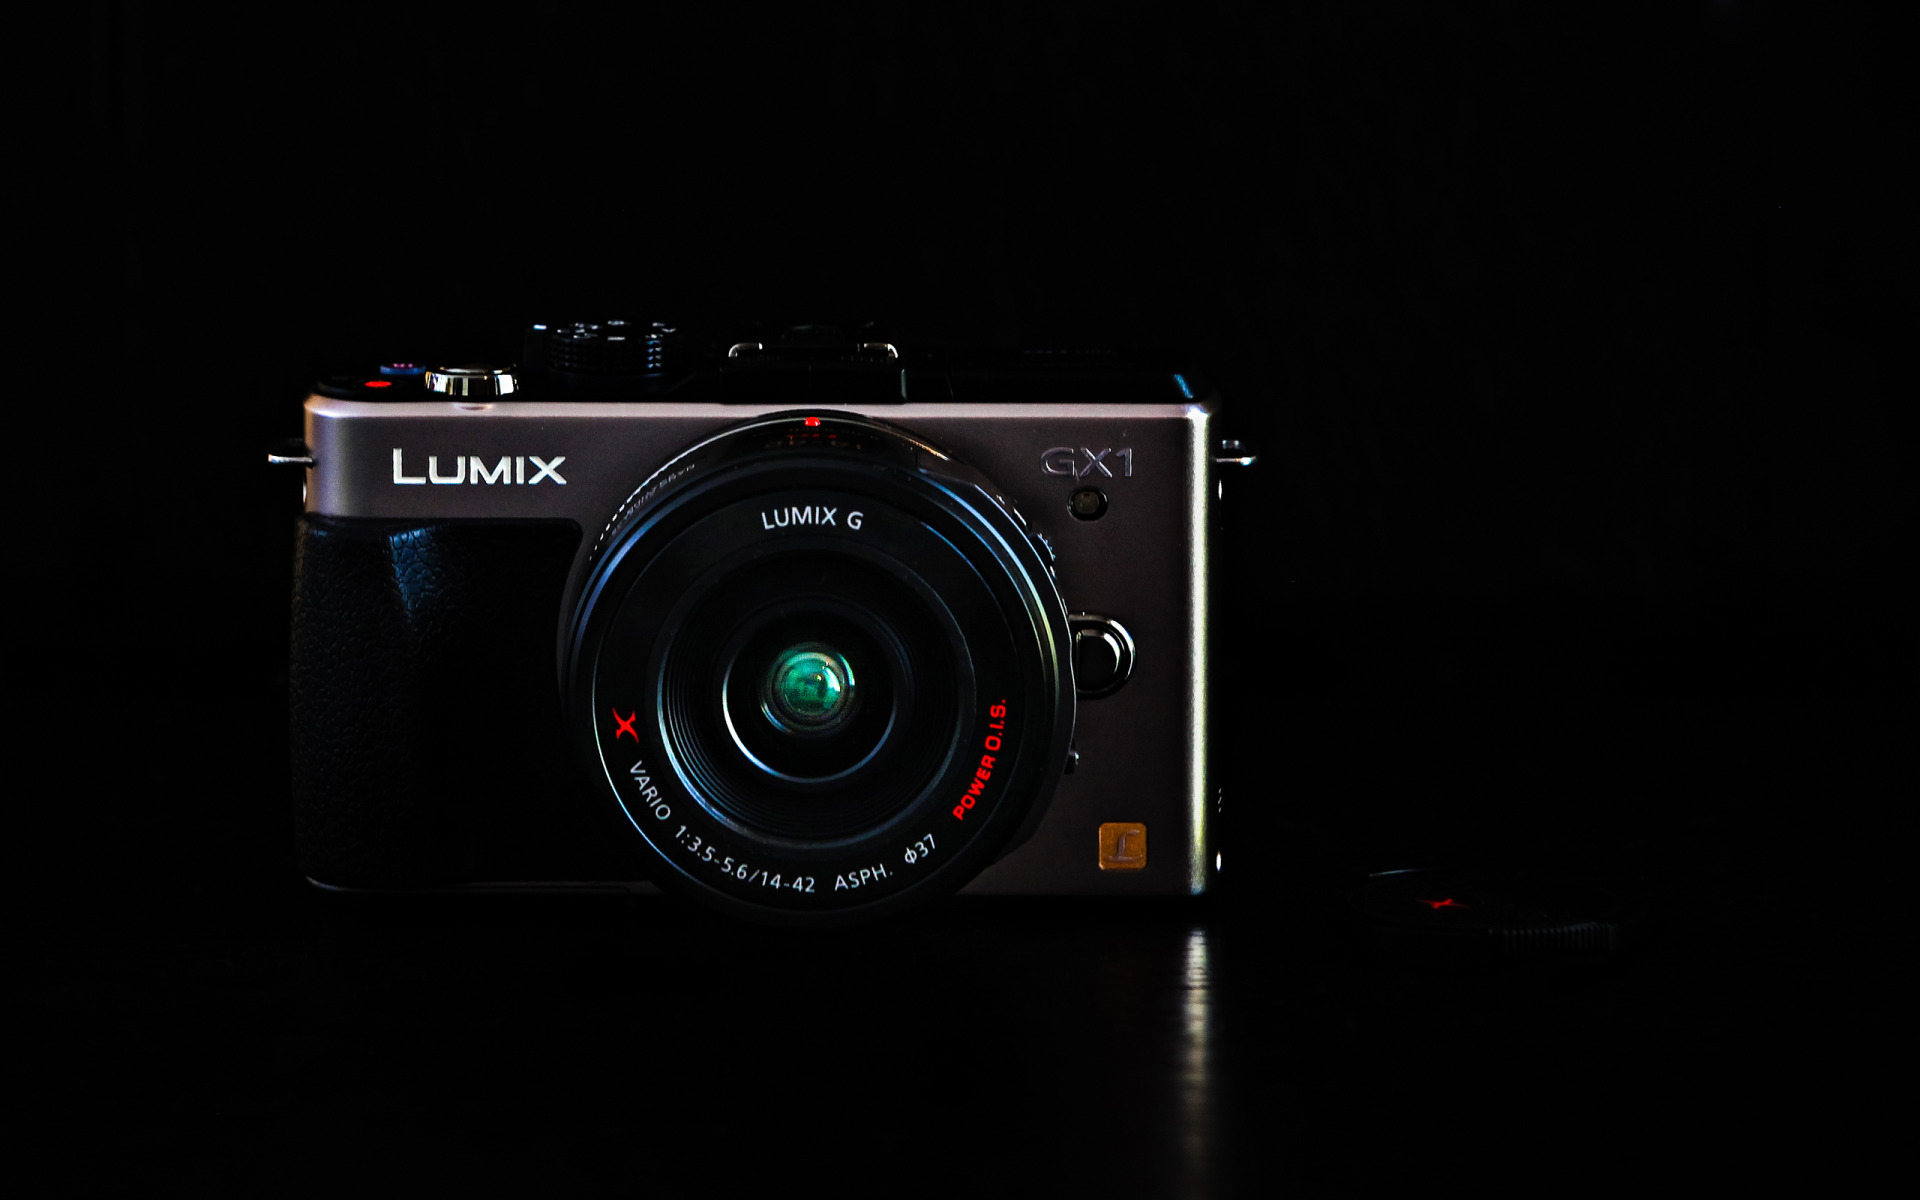 LUMIX
GX1
LUMIX G
X VARIO 1:3.5-5.6/14-42 ASPH. ϕ37 POWER O.I.S.
L
X